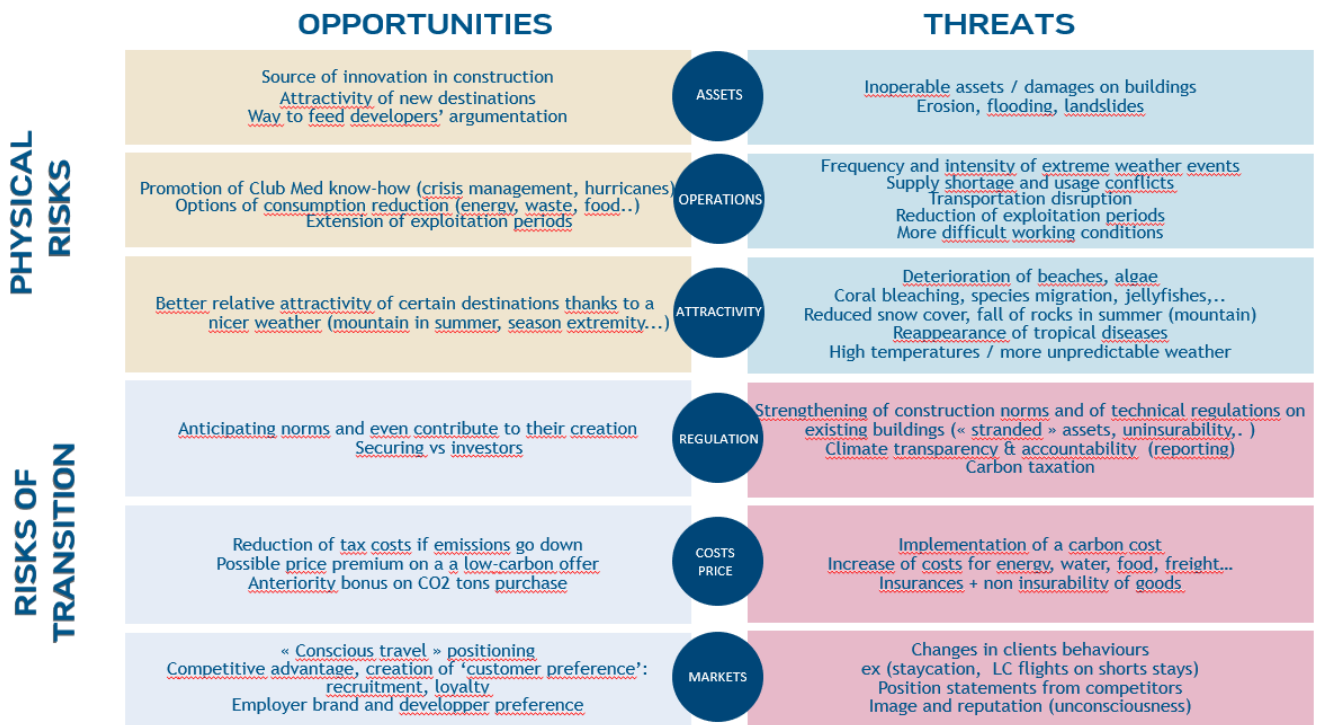 OPPORTUNITIES
THREATS
PHYSICAL
RISKS
Source of innovation in construction
Attractivity of new destinations
Way to feed developers’ argumentation
ASSETS
Inoperable assets / damages on buildings
Erosion, flooding, landslides
Promotion of Club Med know-how (crisis management, hurricanes)
Options of consumption reduction (energy, waste, food..)
Extension of exploitation periods
OPERATIONS
Frequency and intensity of extreme weather events
Supply shortage and usage conflicts
Transportation disruption
Reduction of exploitation periods
More difficult working conditions
Better relative attractivity of certain destinations thanks to a
nicer weather (mountain in summer, season extremity...)
ATTRACTIVITY
Deterioration of beaches, algae
Coral bleaching, species migration, jellyfishes,..
Reduced snow cover, fall of rocks in summer (mountain)
Reappearance of tropical diseases
High temperatures / more unpredictable weather
RISKS OF
TRANSITION
Anticipating norms and even contribute to their creation
Securing vs investors
REGULATION
Strengthening of construction norms and of technical regulations on
existing buildings (« stranded » assets, uninsurability,. )
Climate transparency & accountability (reporting)
Carbon taxation
Reduction of tax costs if emissions go down
Possible price premium on a a low-carbon offer
Anteriority bonus on CO2 tons purchase
COSTS
PRICE
Implementation of a carbon cost
Increase of costs for energy, water, food, freight…
Insurances + non insurability of goods
« Conscious travel » positioning
Competitive advantage, creation of ‘customer preference’:
recruitment, loyalty
Employer brand and developper preference
MARKETS
Changes in clients behaviours
ex (staycation, LC flights on shorts stays)
Position statements from competitors
Image and reputation (unconsciousness)